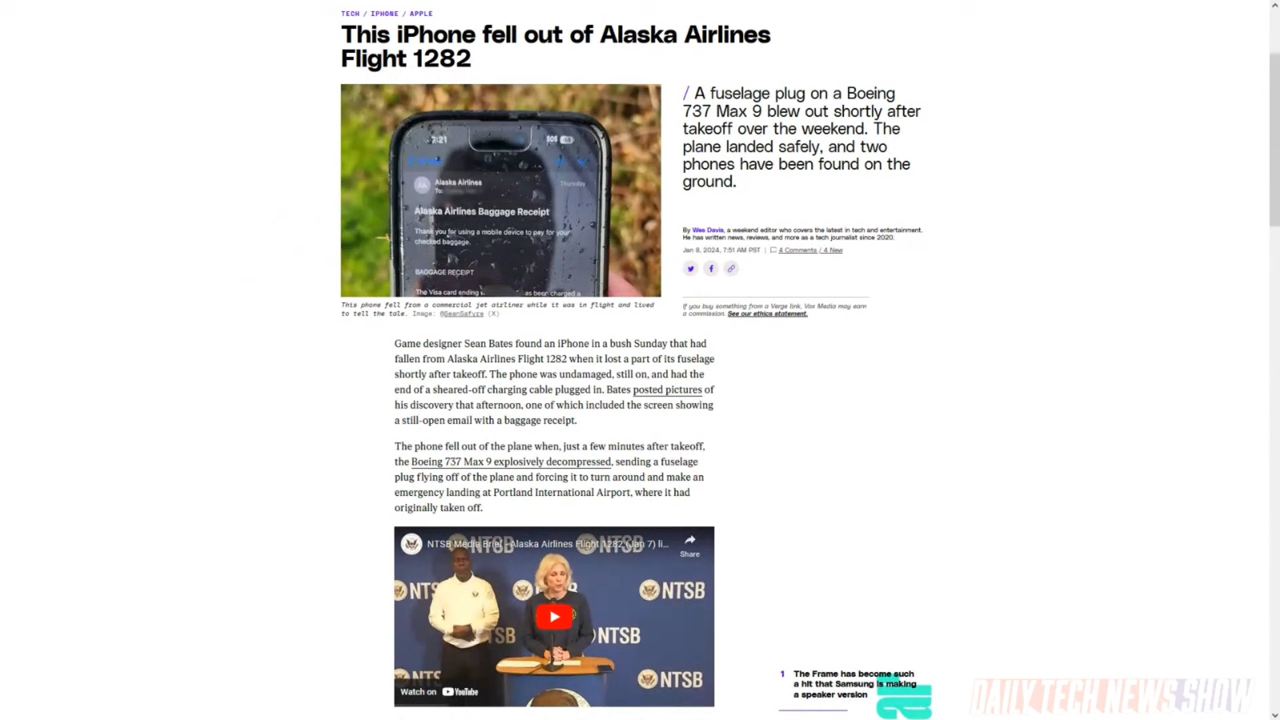 TECH / IPHONE / APPLE
This iPhone fell out of Alaska Airlines
Flight 1282
/ A fuselage plug on a Boeing
737 Max 9 blew out shortly after
takeoff over the weekend. The
plane landed safely, and two
phones have been found on the
ground.
By Wes Davis, a weekend editor who covers the latest in tech and entertainment.
He has written news, reviews, and more as a tech journalist since 2020.
Jan 8, 2024, 7:51 AM PST | 4 Comments / 4 New
If you buy something from a Verge link, Vox Media may earn
a commission. See our ethics statement.
3:21 SOS
Alaska Airlines Thursday
To:
Alaska Airlines Baggage Receipt
Thank you for using a mobile device to pay for your
checked baggage.
BAGGAGE RECEIPT
The Visa card ending as been charged a
This phone fell from a commercial jet airliner while it was in flight and lived
to tell the tale. Image: @SeanSafyre (X)
Game designer Sean Bates found an iPhone in a bush Sunday that had
fallen from Alaska Airlines Flight 1282 when it lost a part of its fuselage
shortly after takeoff. The phone was undamaged, still on, and had the
end of a sheared-off charging cable plugged in. Bates posted pictures of
his discovery that afternoon, one of which included the screen showing
a still-open email with a baggage receipt.
The phone fell out of the plane when, just a few minutes after takeoff,
the Boeing 737 Max 9 explosively decompressed, sending a fuselage
plug flying off of the plane and forcing it to turn around and make an
emergency landing at Portland International Airport, where it had
originally taken off.
NTSB Media Brief - Alaska Airlines Flight 1282 (Jan 7) li...
Share
NTSB NTSB
NTS NTSB
TSB NTSB
NTSB
Watch on YouTube
1 The Frame has become such
a hit that Samsung is making
a speaker version
DAILY TECH NEWS SHOW